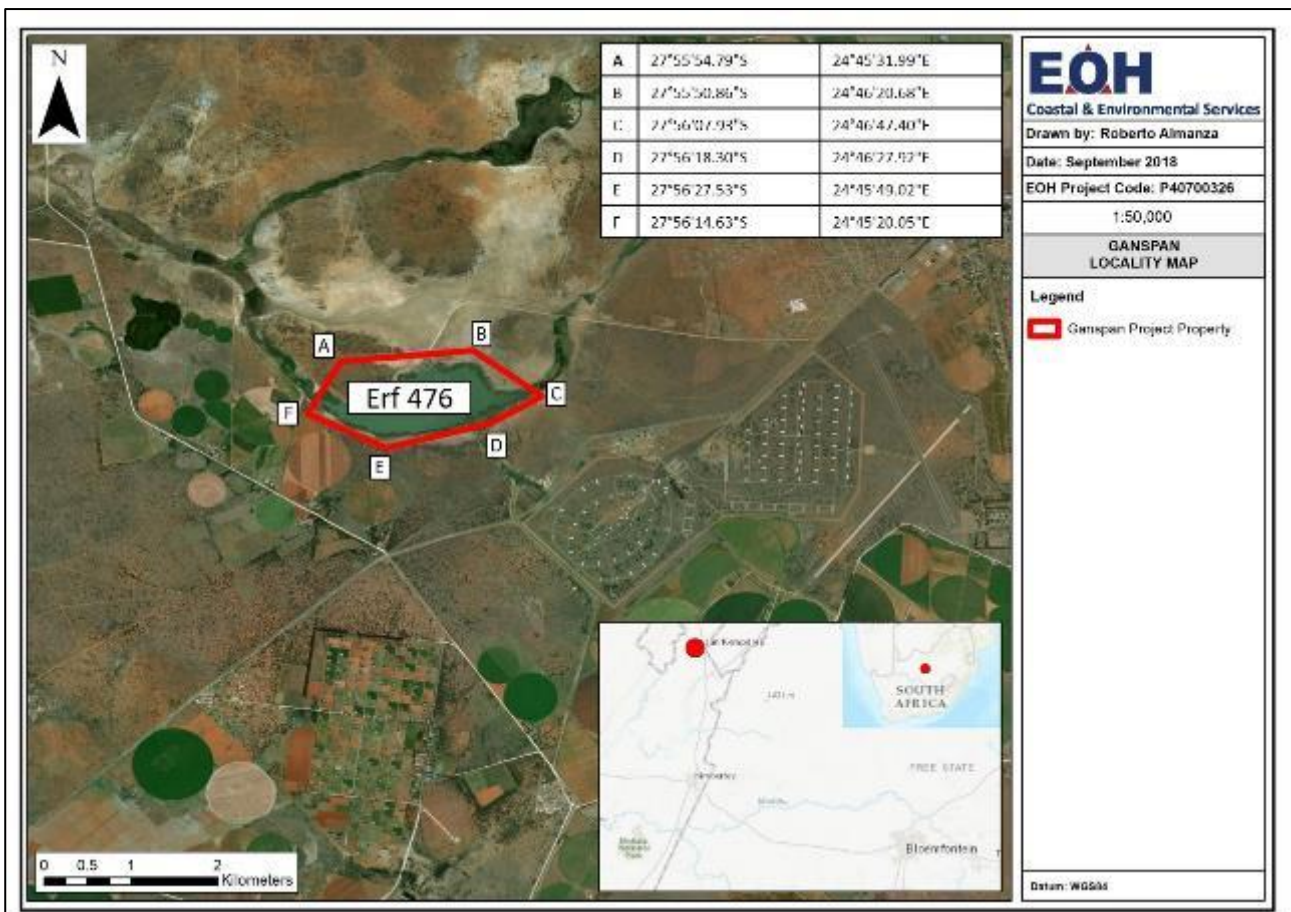 N
A 27°55'54.79"S 24°45'31.99"E
B 27°55'50.86"S 24°46'20.68"E
C 27°56'07.93"S 24°46'47.40"E
D 27°56'18.30"S 24°46'27.92"E
E 27°56'27.53"S 24°45'49.02"E
F 27°56'14.63"S 24°45'20.05"E
A
B
C
D
E
F
Erf 476
0 0.5 1 2
Kilometers
SOUTH
AFRICA
FREE STATE
Kimberley
Bloemfontein
EOH
Coastal & Environmental Services
Drawn by: Roberto Almanza
Date: September 2018
EOH Project Code: P40700326
1:50,000
GANSPAN
LOCALITY MAP
Legend
Ganspan Project Property
Datum: WGS84